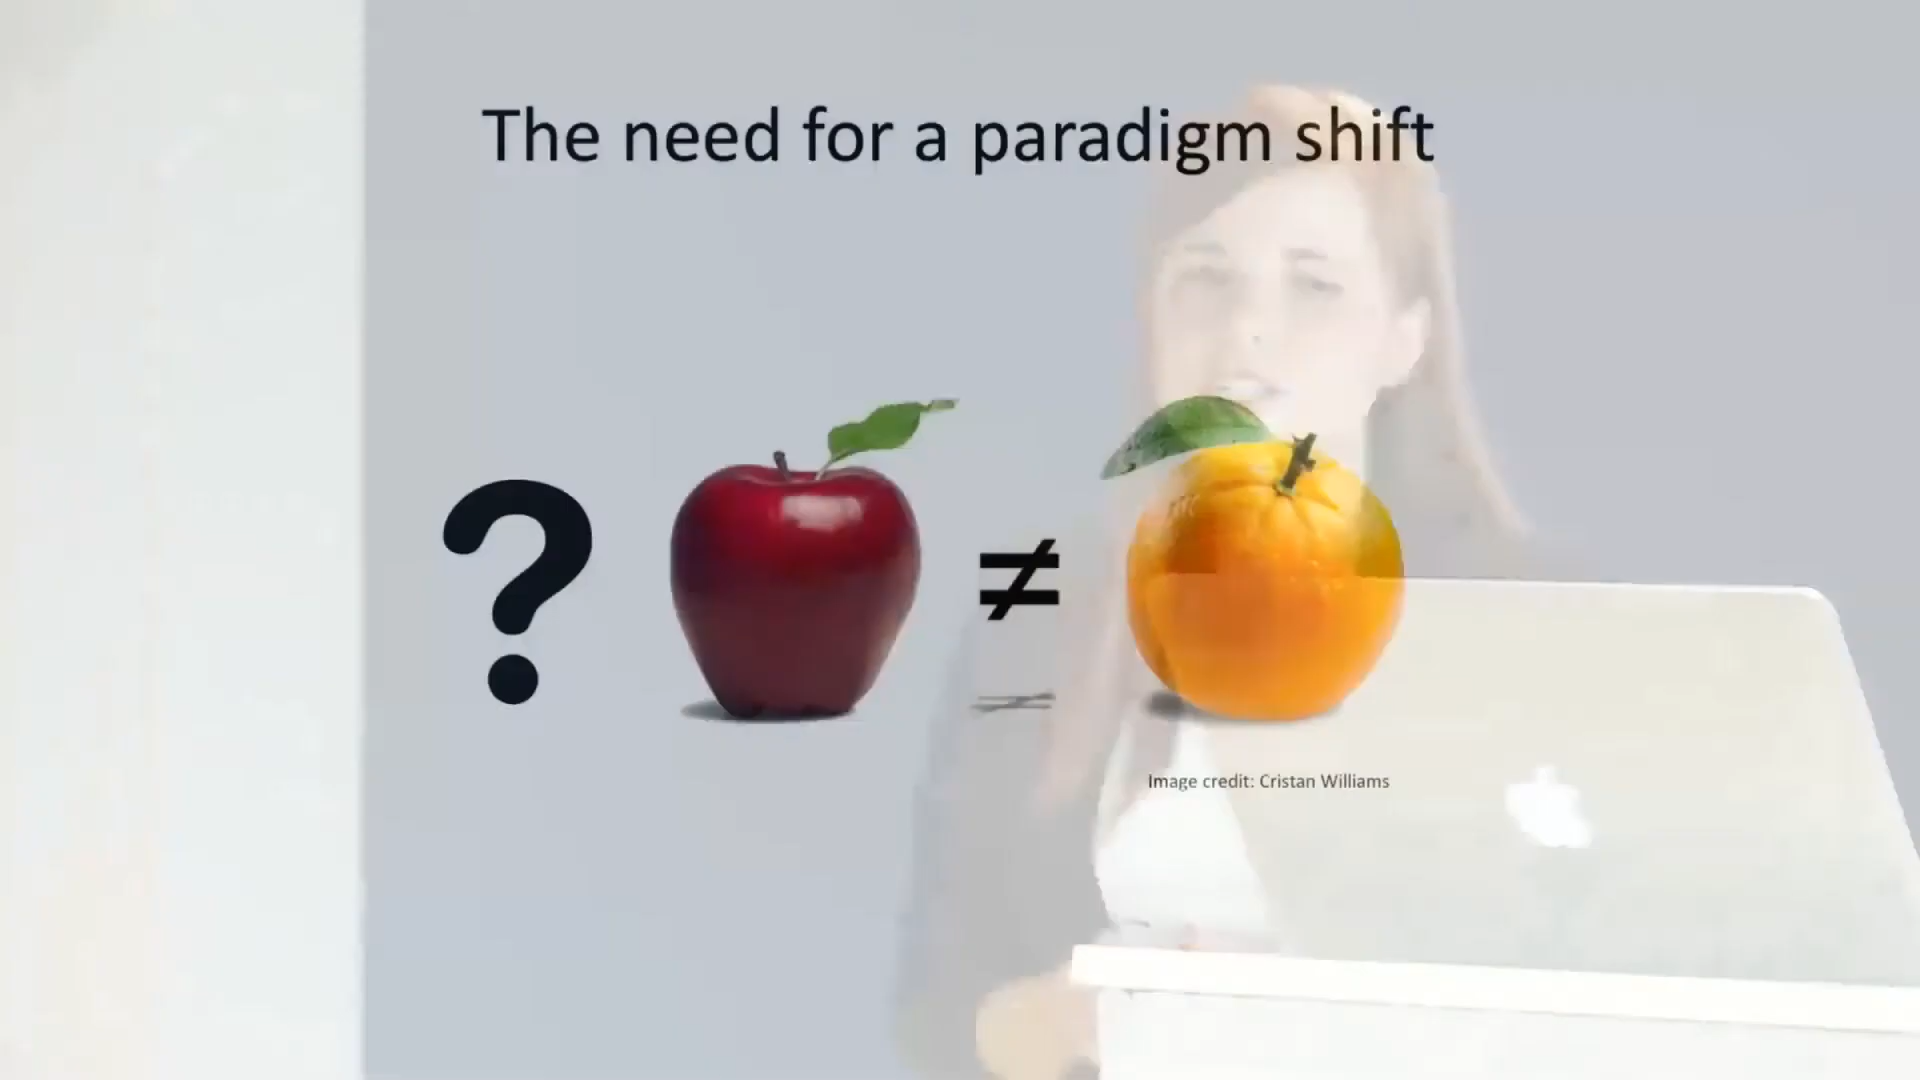 The need for a paradigm shift
? ≠
Image credit: Cristan Williams